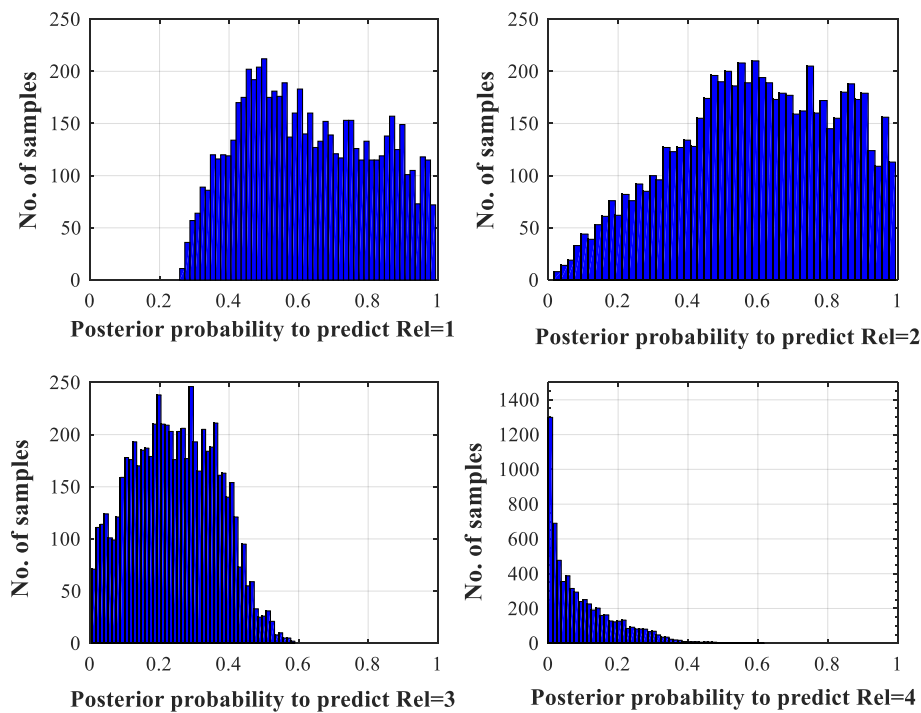 250
200
150
100
50
0
No. of samples
0 0.2 0.4 0.6 0.8 1
Posterior probability to predict Rel=1
250
200
150
100
50
0
No. of samples
0 0.2 0.4 0.6 0.8 1
Posterior probability to predict Rel=2
250
200
150
100
50
0
No. of samples
0 0.2 0.4 0.6 0.8 1
Posterior probability to predict Rel=3
1400
1200
1000
800
600
400
200
0
No. of samples
0 0.2 0.4 0.6 0.8 1
Posterior probability to predict Rel=4